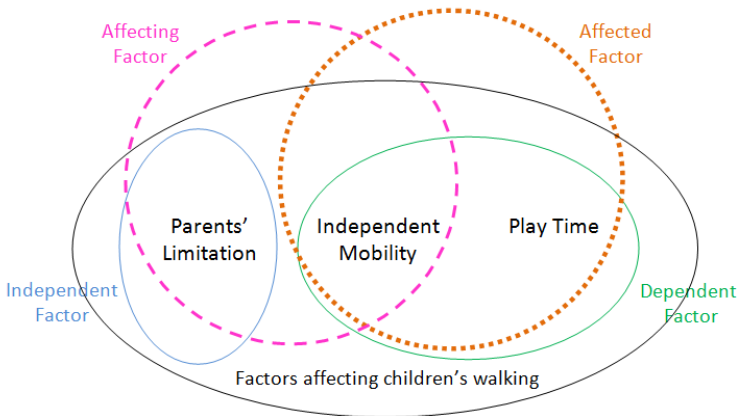 Affecting
Factor
Affected
Factor
Parents’
Limitation
Independent
Mobility
Play Time
Independent
Factor
Dependent
Factor
Factors affecting children’s walking